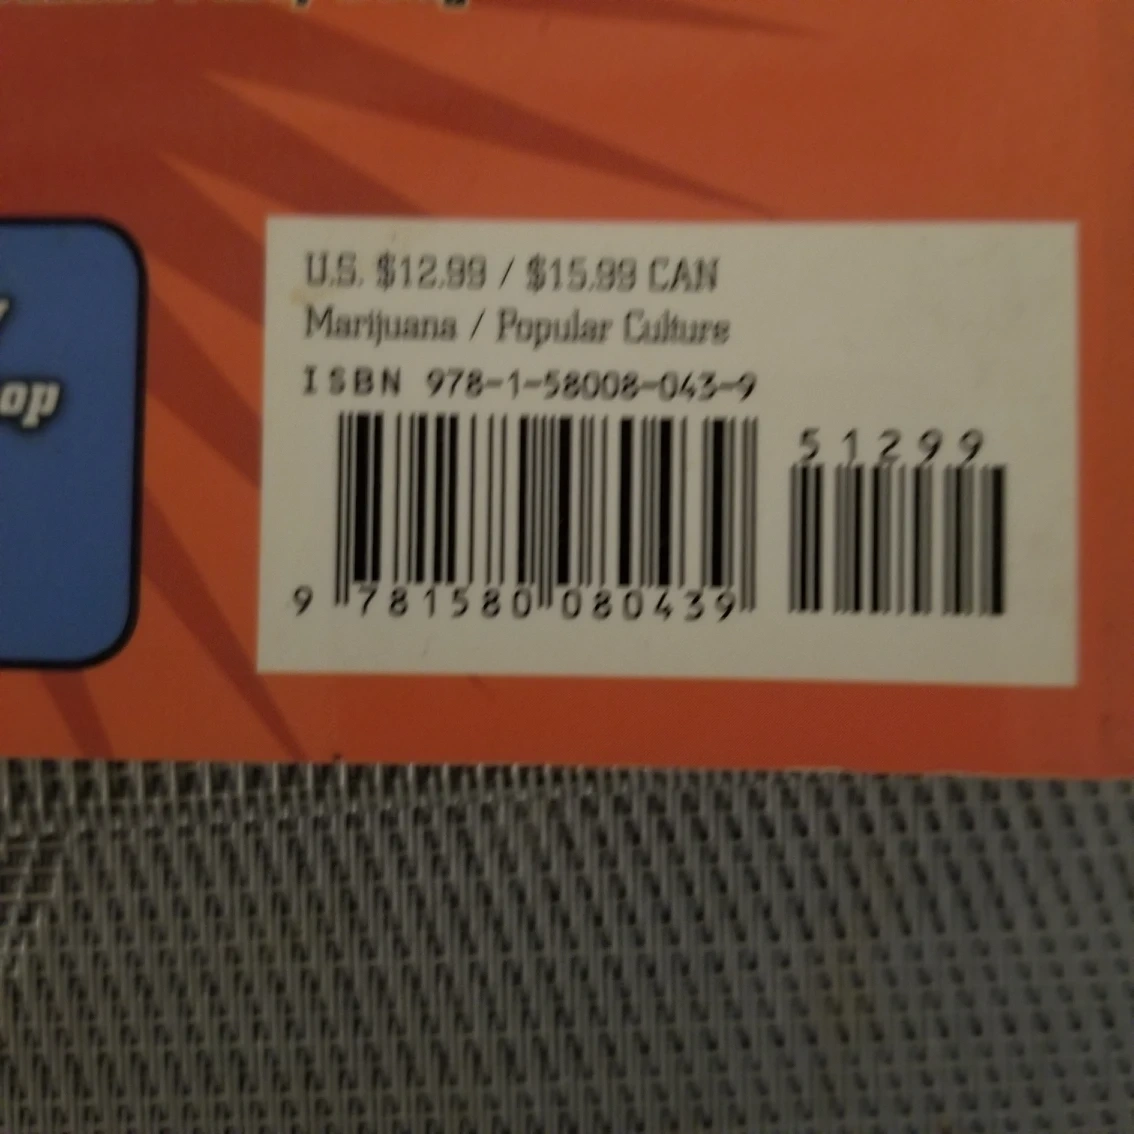 op
U.S. $12.99 / $15.99 CAN
Marijuana / Popular Culture
ISBN 978-1-58008-043-9
51299
9 781580 080439